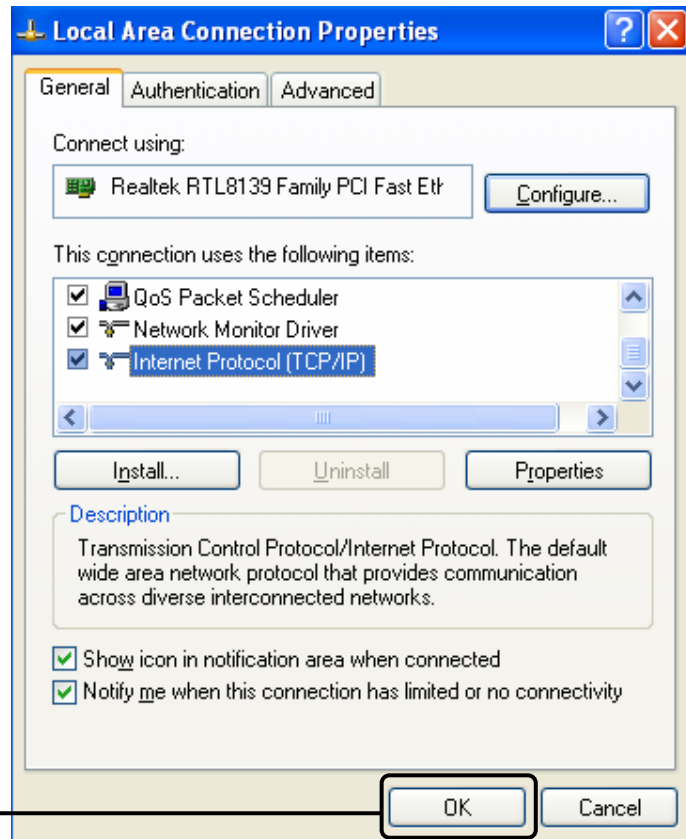 Local Area Connection Properties
General Authentication Advanced
Connect using:
Realtek RTL8139 Family PCI Fast Eth
Configure...
This connection uses the following items:
QoS Packet Scheduler
Network Monitor Driver
Internet Protocol (TCP/IP)
Install... Uninstall Properties
Description
Transmission Control Protocol/Internet Protocol. The default
wide area network protocol that provides communication
across diverse interconnected networks.
Show icon in notification area when connected
Notify me when this connection has limited or no connectivity
OK Cancel